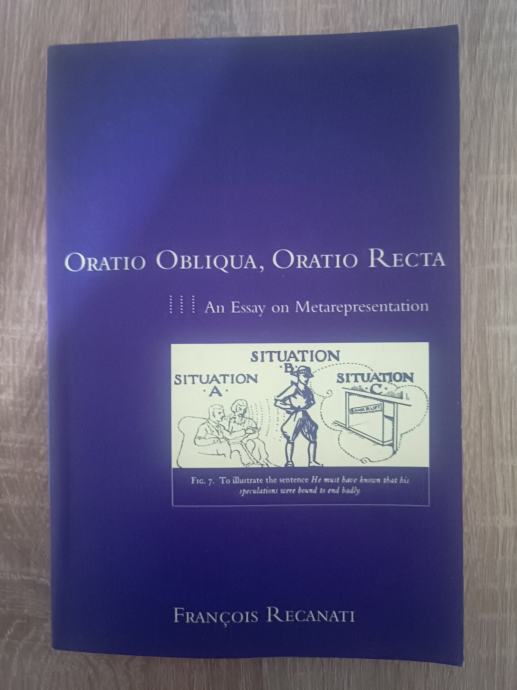 ORATIO OBLIQUA, ORATIO RECTA
An Essay on Metarepresentation
SITUATION
·B·
SITUATION
·A·
SITUATION
·C·
FIG. 7. To illustrate the sentence He must have known that his
speculations were bound to end badly.
FRANÇOIS RECANATI